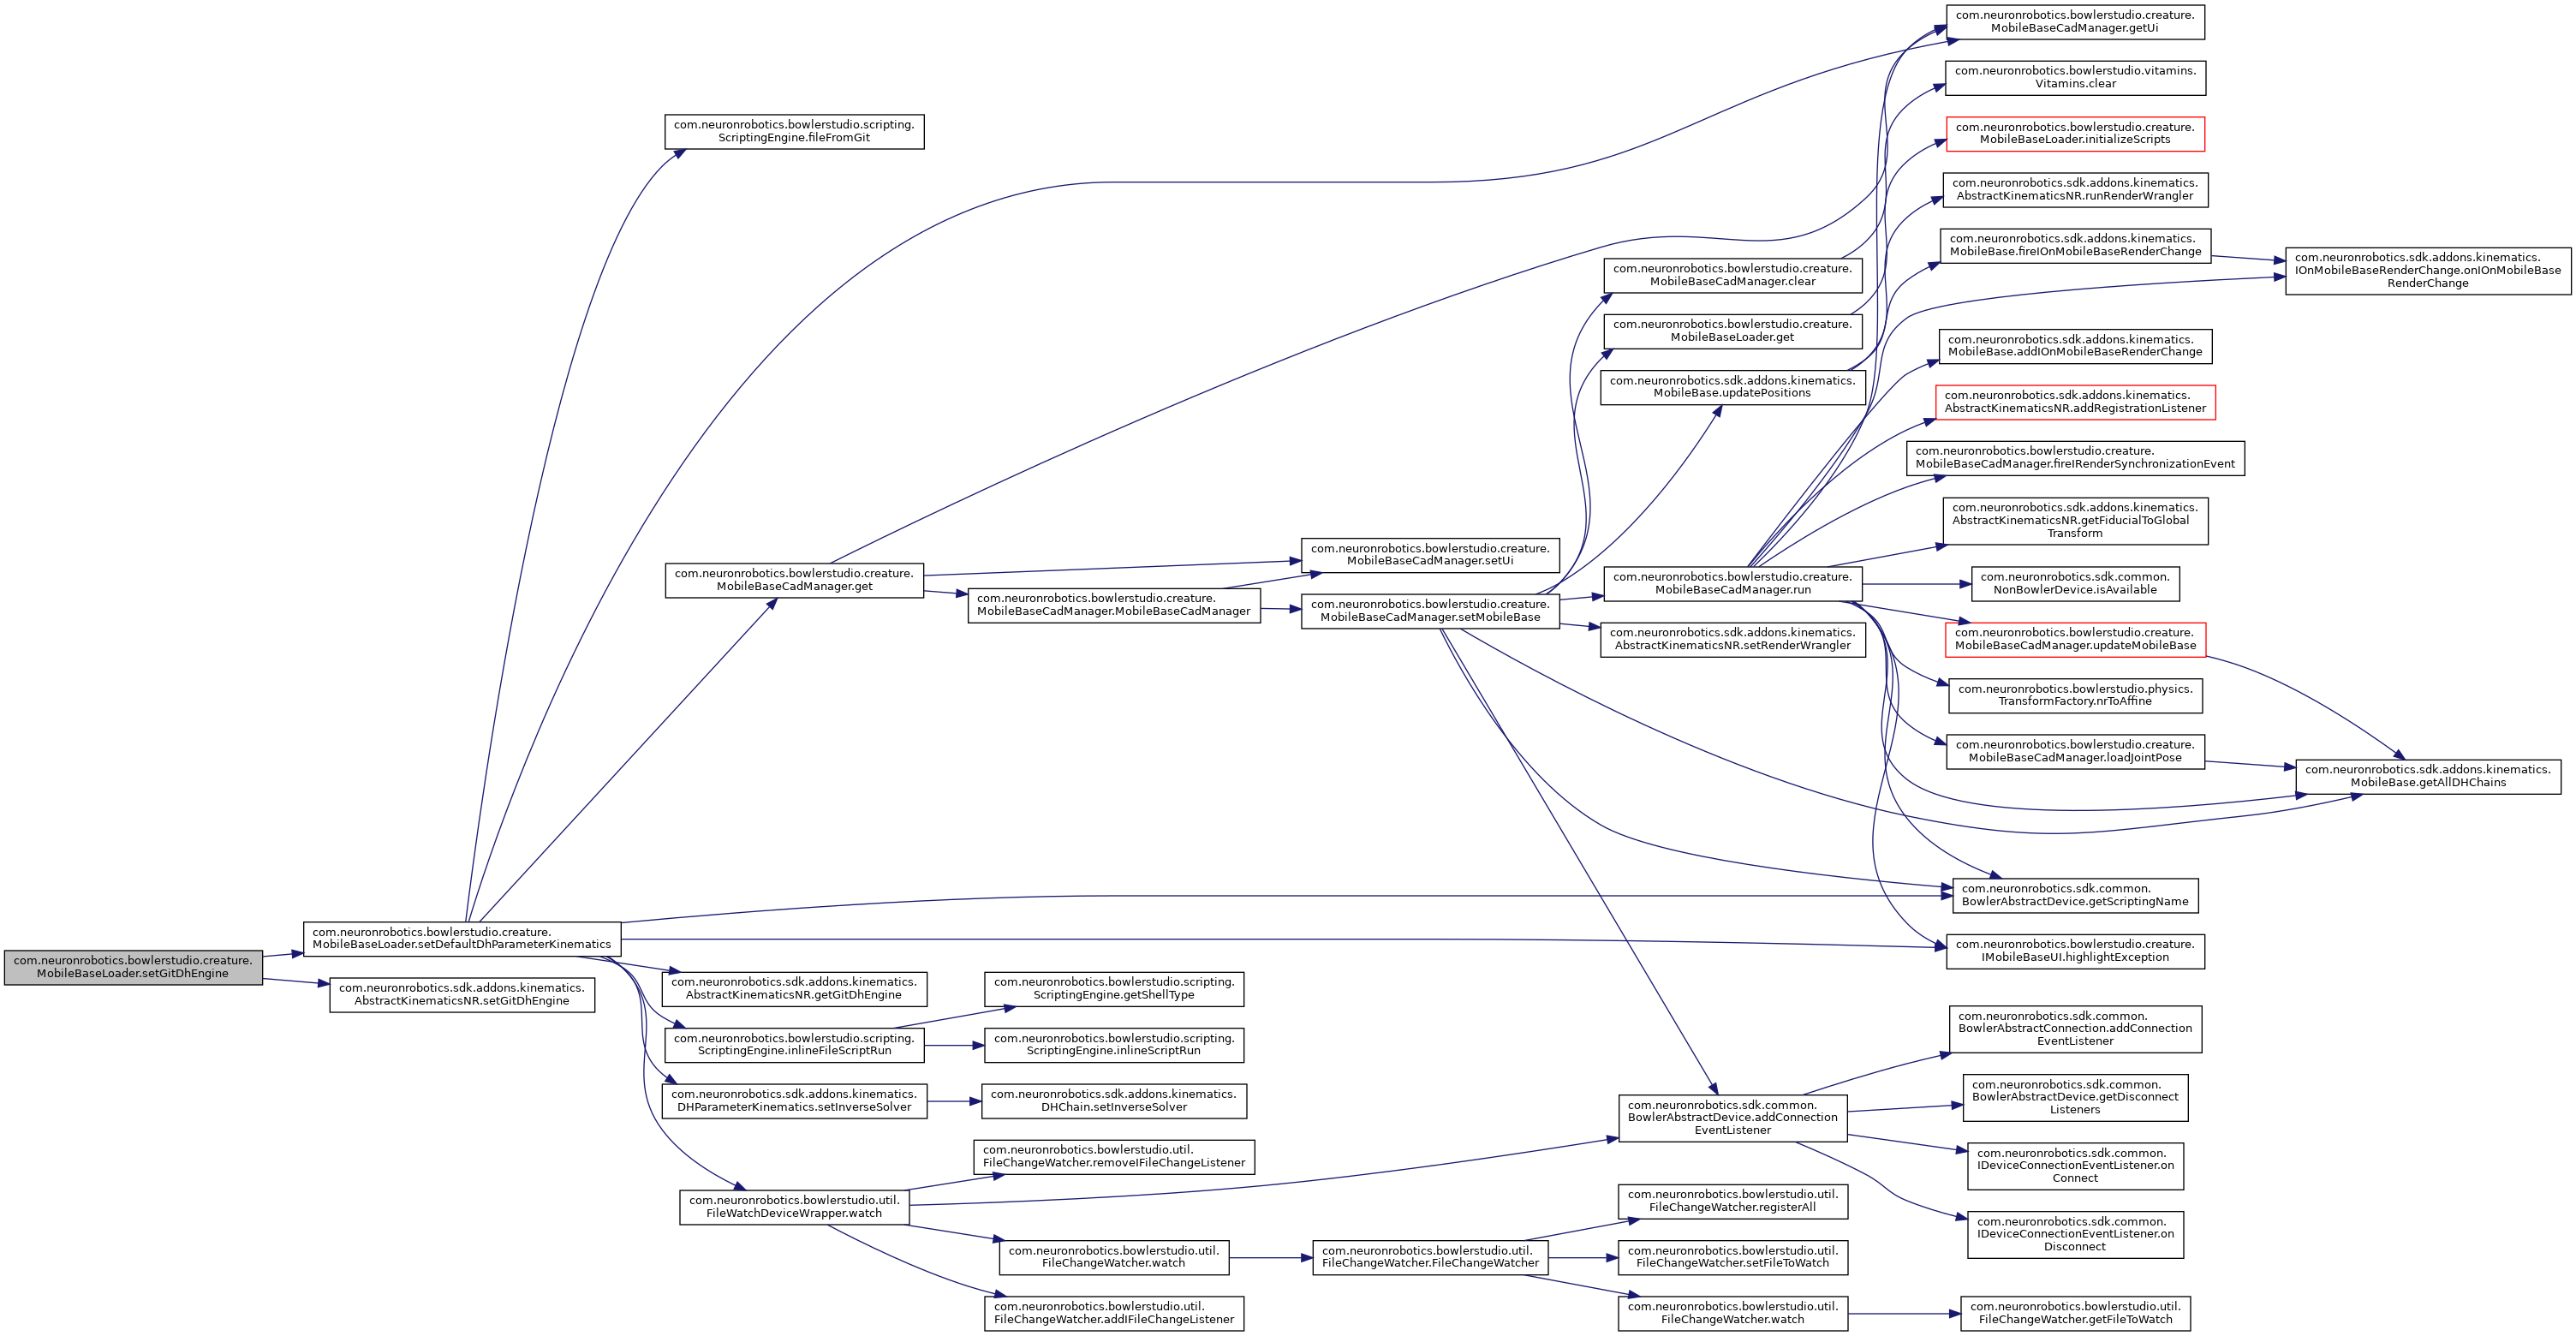 com.neuronrobotics.bowlerstudio.creature.
MobileBaseLoader.setGitDhEngine
com.neuronrobotics.bowlerstudio.creature.
MobileBaseLoader.setDefaultDhParameterKinematics
com.neuronrobotics.sdk.addons.kinematics.
AbstractKinematicsNR.setGitDhEngine
com.neuronrobotics.bowlerstudio.scripting.
ScriptingEngine.fileFromGit
com.neuronrobotics.bowlerstudio.creature.
MobileBaseCadManager.get
com.neuronrobotics.sdk.addons.kinematics.
AbstractKinematicsNR.getGitDhEngine
com.neuronrobotics.bowlerstudio.scripting.
ScriptingEngine.inlineFileScriptRun
com.neuronrobotics.sdk.addons.kinematics.
DHParameterKinematics.setInverseSolver
com.neuronrobotics.bowlerstudio.util.
FileWatchDeviceWrapper.watch
com.neuronrobotics.bowlerstudio.creature.
MobileBaseCadManager.MobileBaseCadManager
com.neuronrobotics.bowlerstudio.scripting.
ScriptingEngine.getShellType
com.neuronrobotics.bowlerstudio.scripting.
ScriptingEngine.inlineScriptRun
com.neuronrobotics.sdk.addons.kinematics.
DHChain.setInverseSolver
com.neuronrobotics.bowlerstudio.util.
FileChangeWatcher.removeIFileChangeListener
com.neuronrobotics.bowlerstudio.util.
FileChangeWatcher.watch
com.neuronrobotics.bowlerstudio.util.
FileChangeWatcher.addIFileChangeListener
com.neuronrobotics.bowlerstudio.creature.
MobileBaseCadManager.setUi
com.neuronrobotics.bowlerstudio.creature.
MobileBaseCadManager.setMobileBase
com.neuronrobotics.bowlerstudio.util.
FileChangeWatcher.FileChangeWatcher
com.neuronrobotics.bowlerstudio.creature.
MobileBaseCadManager.clear
com.neuronrobotics.bowlerstudio.creature.
MobileBaseLoader.get
com.neuronrobotics.sdk.addons.kinematics.
MobileBase.updatePositions
com.neuronrobotics.bowlerstudio.creature.
MobileBaseCadManager.run
com.neuronrobotics.sdk.addons.kinematics.
AbstractKinematicsNR.setRenderWrangler
com.neuronrobotics.sdk.common.
BowlerAbstractDevice.addConnection
EventListener
com.neuronrobotics.bowlerstudio.util.
FileChangeWatcher.registerAll
com.neuronrobotics.bowlerstudio.util.
FileChangeWatcher.setFileToWatch
com.neuronrobotics.bowlerstudio.util.
FileChangeWatcher.watch
com.neuronrobotics.bowlerstudio.creature.
MobileBaseCadManager.getUi
com.neuronrobotics.bowlerstudio.vitamins.
Vitamins.clear
com.neuronrobotics.bowlerstudio.creature.
MobileBaseLoader.initializeScripts
com.neuronrobotics.sdk.addons.kinematics.
AbstractKinematicsNR.runRenderWrangler
com.neuronrobotics.sdk.addons.kinematics.
MobileBase.fireIOnMobileBaseRenderChange
com.neuronrobotics.sdk.addons.kinematics.
MobileBase.addIOnMobileBaseRenderChange
com.neuronrobotics.sdk.addons.kinematics.
AbstractKinematicsNR.addRegistrationListener
com.neuronrobotics.bowlerstudio.creature.
MobileBaseCadManager.fireIRenderSynchronizationEvent
com.neuronrobotics.sdk.addons.kinematics.
AbstractKinematicsNR.getFiducialToGlobal
Transform
com.neuronrobotics.sdk.common.
NonBowlerDevice.isAvailable
com.neuronrobotics.bowlerstudio.creature.
MobileBaseCadManager.updateMobileBase
com.neuronrobotics.bowlerstudio.physics.
TransformFactory.nrToAffine
com.neuronrobotics.bowlerstudio.creature.
MobileBaseCadManager.loadJointPose
com.neuronrobotics.sdk.common.
BowlerAbstractDevice.getScriptingName
com.neuronrobotics.bowlerstudio.creature.
IMobileBaseUI.highlightException
com.neuronrobotics.sdk.common.
BowlerAbstractConnection.addConnection
EventListener
com.neuronrobotics.sdk.common.
BowlerAbstractDevice.getDisconnect
Listeners
com.neuronrobotics.sdk.common.
IDeviceConnectionEventListener.on
Connect
com.neuronrobotics.sdk.common.
IDeviceConnectionEventListener.on
Disconnect
com.neuronrobotics.bowlerstudio.util.
FileChangeWatcher.getFileToWatch
com.neuronrobotics.sdk.addons.kinematics.
IOnMobileBaseRenderChange.onIOnMobileBase
RenderChange
com.neuronrobotics.sdk.addons.kinematics.
MobileBase.getAllDHChains